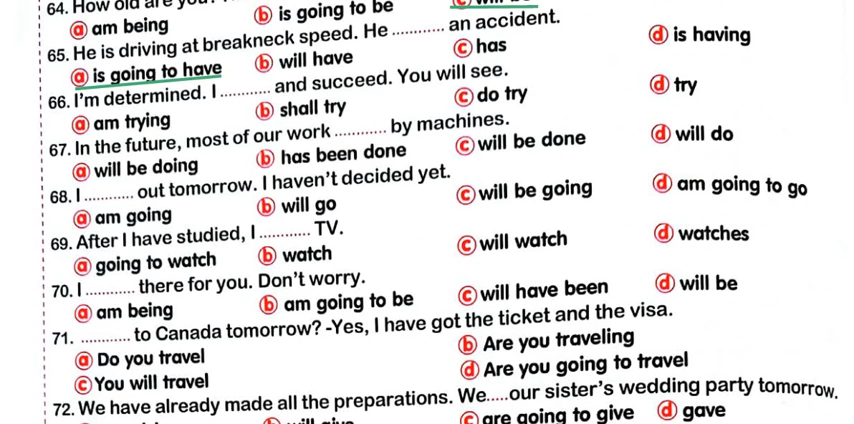 64. How old are you?
ⓐ am being ⓑ is going to be ⓒ will be
65. He is driving at breakneck speed. He ............ an accident.
ⓐ is going to have ⓑ will have ⓒ has ⓓ is having
66. I'm determined. I ............ and succeed. You will see.
ⓐ am trying ⓑ shall try ⓒ do try ⓓ try
67. In the future, most of our work ............ by machines.
ⓐ will be doing ⓑ has been done ⓒ will be done ⓓ will do
68. I ............ out tomorrow. I haven't decided yet.
ⓐ am going ⓑ will go ⓒ will be going ⓓ am going to go
69. After I have studied, I ............ TV.
ⓐ going to watch ⓑ watch ⓒ will watch ⓓ watches
70. I ............ there for you. Don't worry.
ⓐ am being ⓑ am going to be ⓒ will have been ⓓ will be
71. ............ to Canada tomorrow? -Yes, I have got the ticket and the visa.
ⓐ Do you travel ⓑ Are you traveling
ⓒ You will travel ⓓ Are you going to travel
72. We have already made all the preparations. We.....our sister's wedding party tomorrow.
ⓒ are going to give ⓓ gave